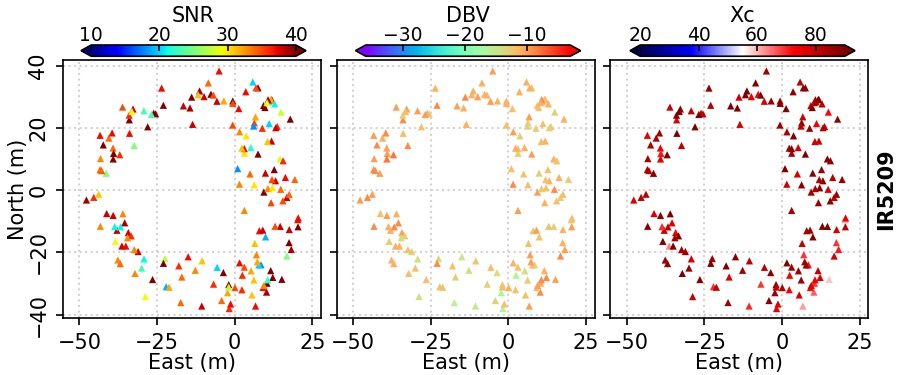 SNR DBV Xc
10 20 30 40 −30 −20 −10 20 40 60 80
40
20
0
−20
−40
North (m)
−50 −25 0 25 −50 −25 0 25 −50 −25 0 25
East (m) East (m) East (m)
IR5209